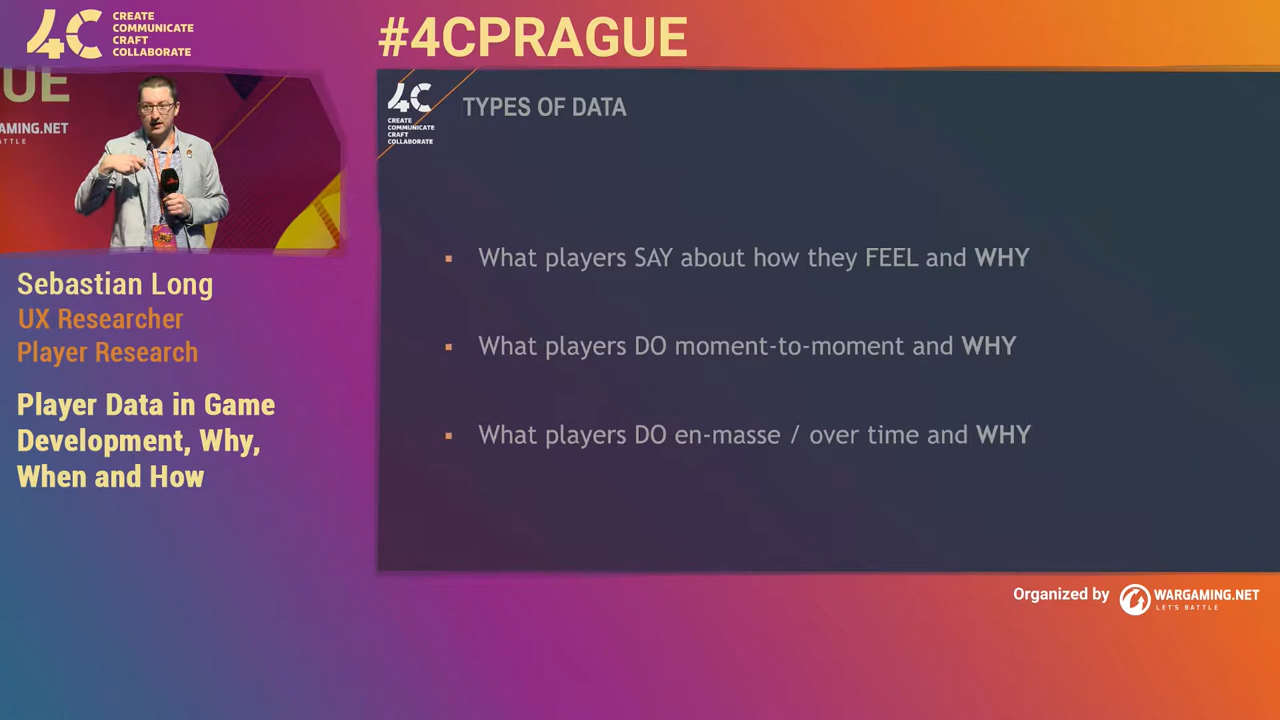 CREATE
COMMUNICATE
CRAFT
COLLABORATE
4C
#4CPRAGUE
UE
AMING.NET
ATTLE
4C
CREATE
COMMUNICATE
CRAFT
COLLABORATE
TYPES OF DATA
What players SAY about how they FEEL and WHY
What players DO moment-to-moment and WHY
What players DO en-masse / over time and WHY
Sebastian Long
UX Researcher
Player Research
Player Data in Game
Development, Why,
When and How
Organized by
WARGAMING.NET
LET'S BATTLE